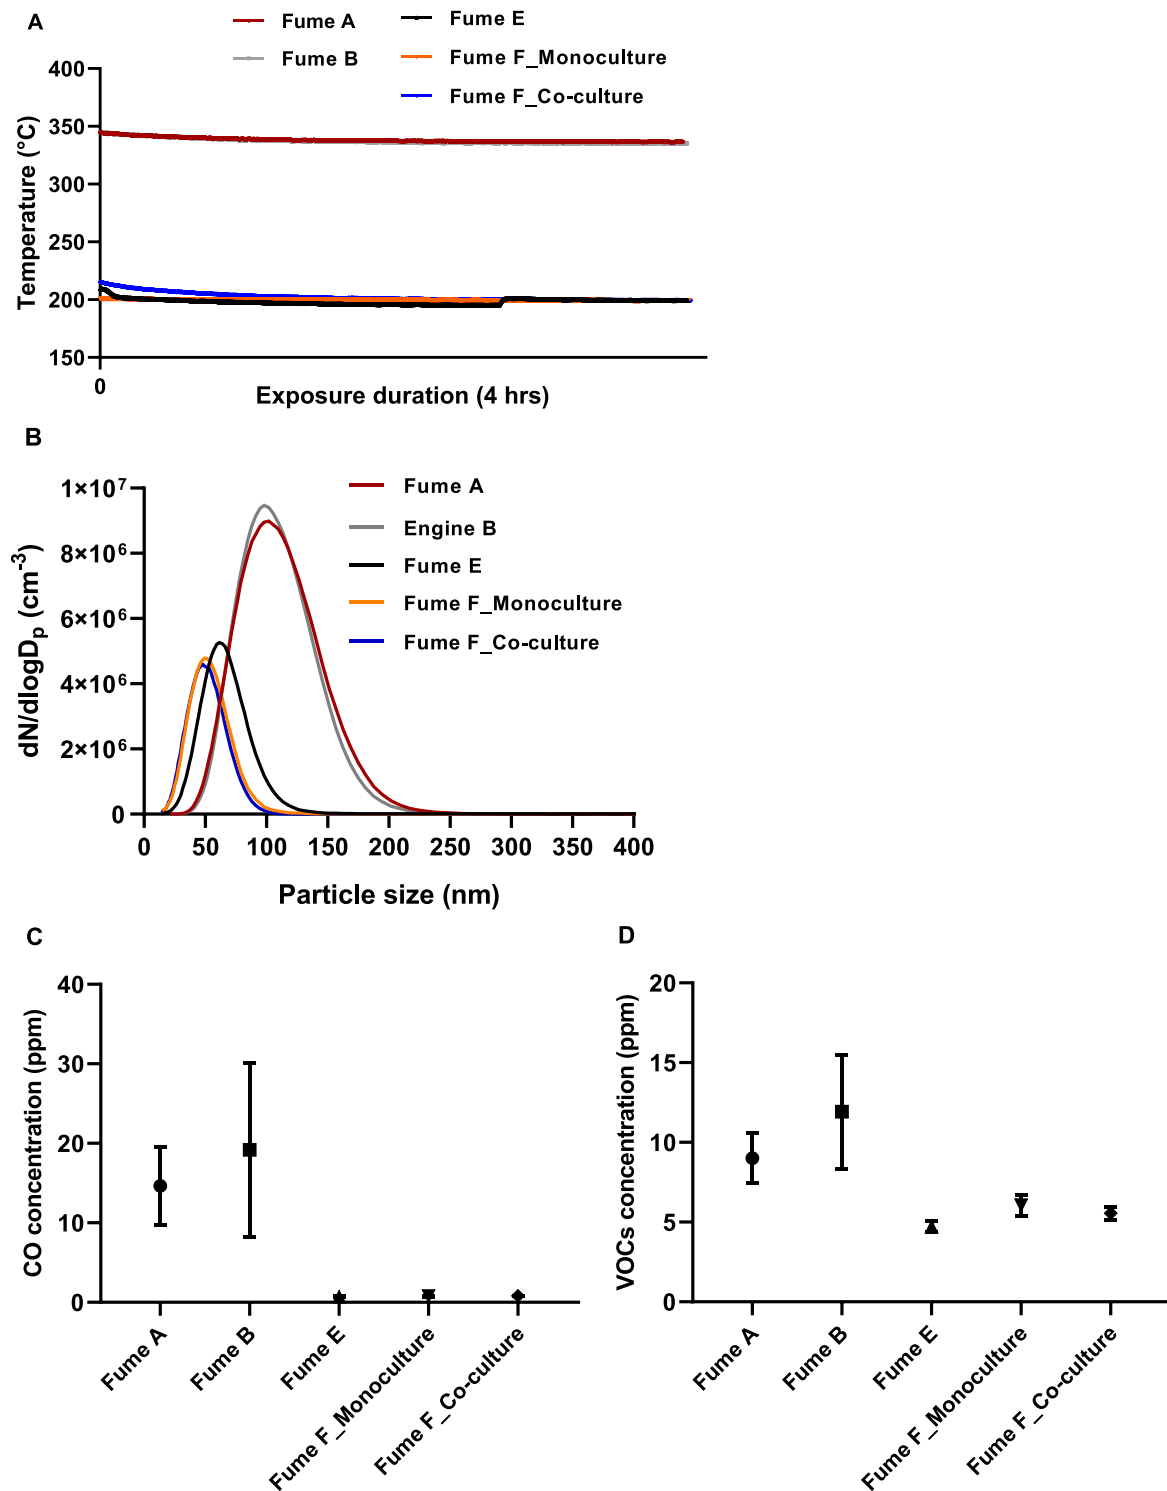 A
Fume A
Fume B
Fume E
Fume F_Monoculture
Fume F_Co-culture
Temperature (°C)
400
350
300
250
200
150
0
Exposure duration (4 hrs)
B
Fume A
Engine B
Fume E
Fume F_Monoculture
Fume F_Co-culture
dN/dlogDp (cm-3)
1×10⁷
8×10⁶
6×10⁶
4×10⁶
2×10⁶
0
0 50 100 150 200 250 300 350 400
Particle size (nm)
C
CO concentration (ppm)
40
30
20
10
0
Fume A
Fume B
Fume E
Fume F_Monoculture
Fume F_Co-culture
D
VOCs concentration (ppm)
20
15
10
5
0
Fume A
Fume B
Fume E
Fume F_Monoculture
Fume F_Co-culture